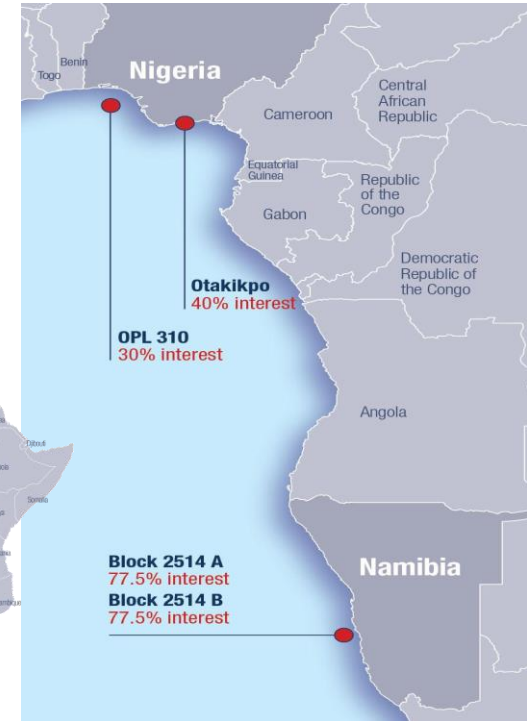 Benin
Togo
Nigeria
Cameroon
Central
African
Republic
Equatorial
Guinea
Gabon
Republic
of the
Congo
Democratic
Republic of
the Congo
Otakikpo
40% interest
OPL 310
30% interest
Angola
Djibouti
Somalia
Block 2514 A
77.5% interest
Block 2514 B
77.5% interest
Namibia